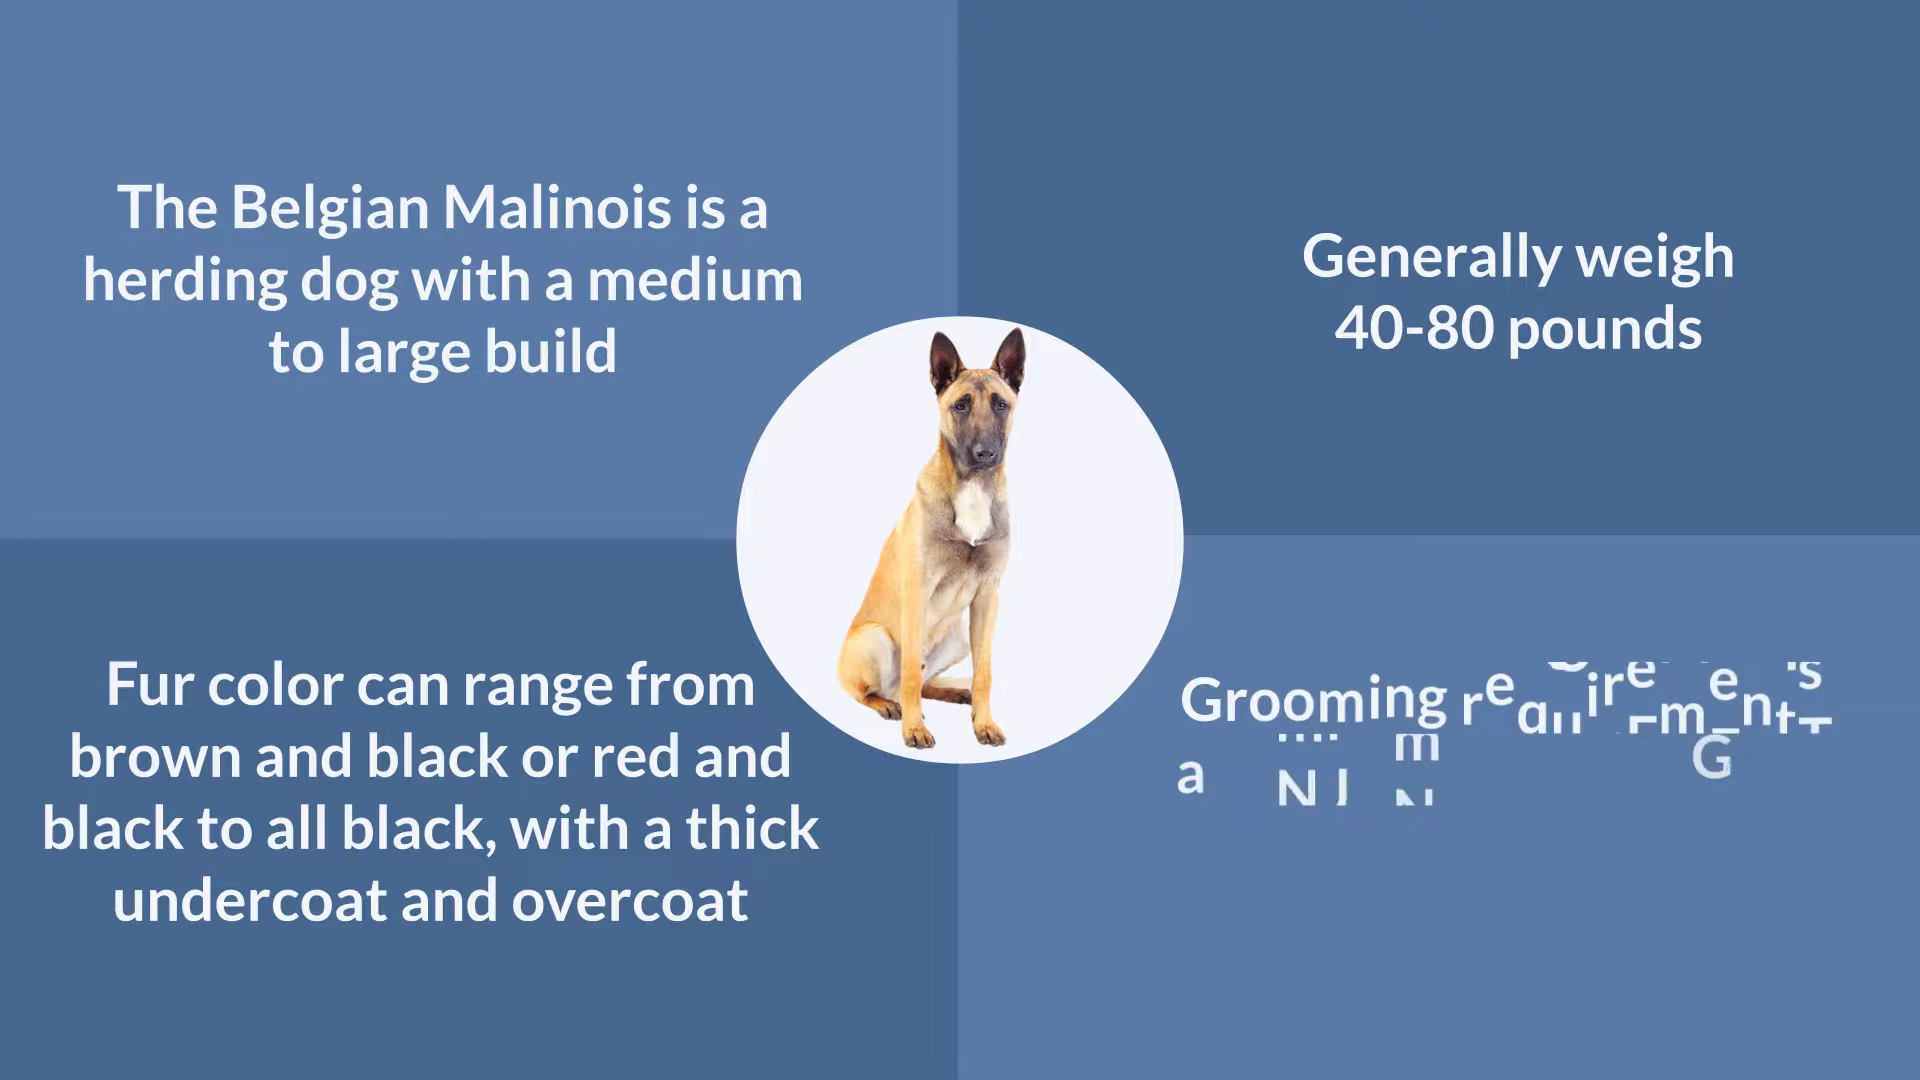 The Belgian Malinois is a
herding dog with a medium
to large build
Generally weigh
40-80 pounds
Fur color can range from
brown and black or red and
black to all black, with a thick
undercoat and overcoat
Grooming requirements